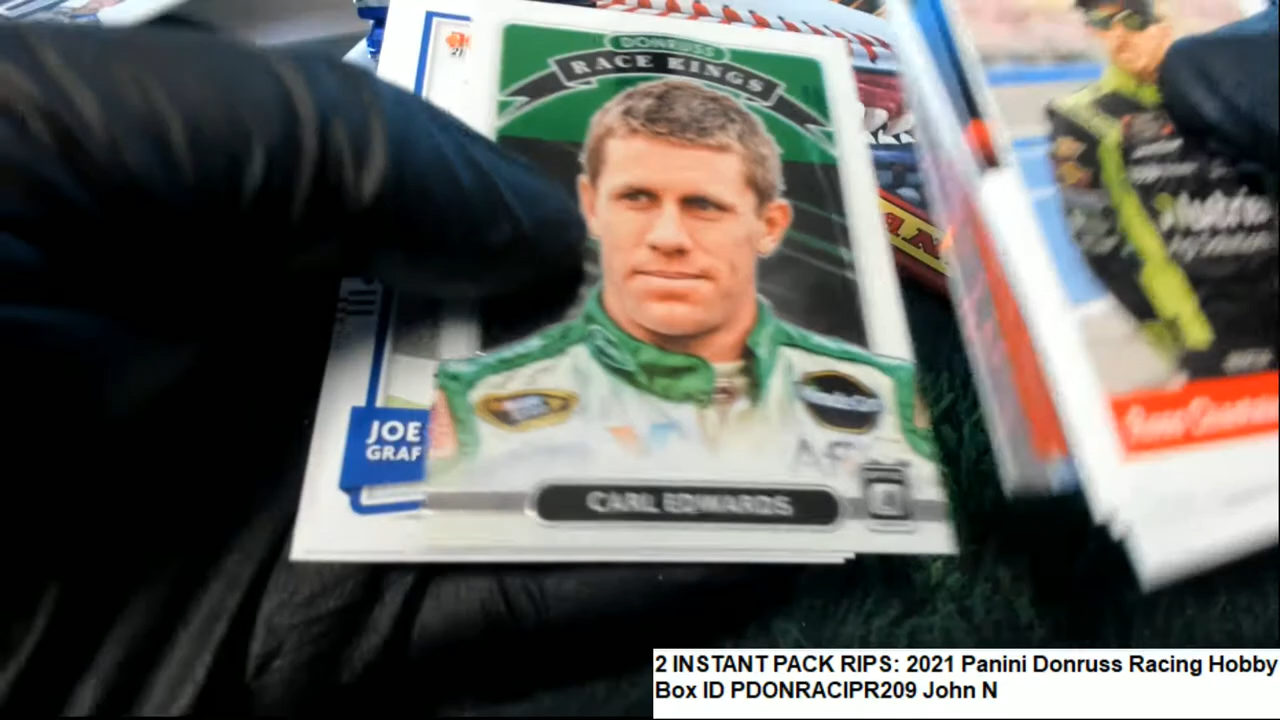 DONRUSS
RACE KINGS
JOE
GRAF
CARL EDWARDS
2 INSTANT PACK RIPS: 2021 Panini Donruss Racing Hobby
Box ID PDONRACIPR209 John N